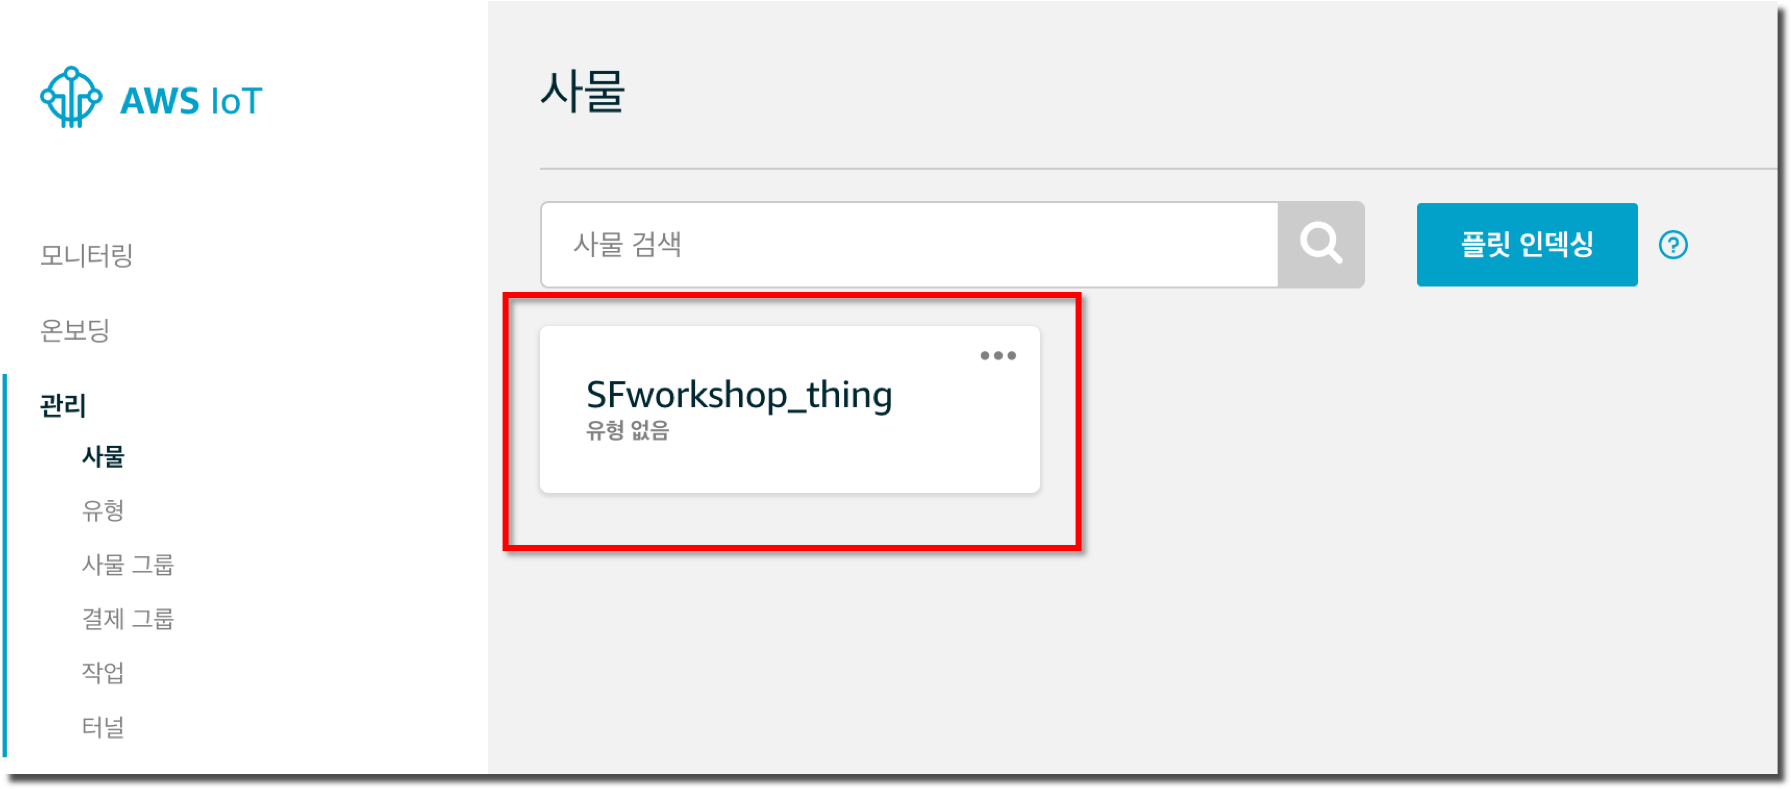 AWS IoT
모니터링
온보딩
관리
사물
유형
사물 그룹
결제 그룹
작업
터널
사물
사물 검색
플릿 인덱싱
?
SFworkshop_thing
유형 없음